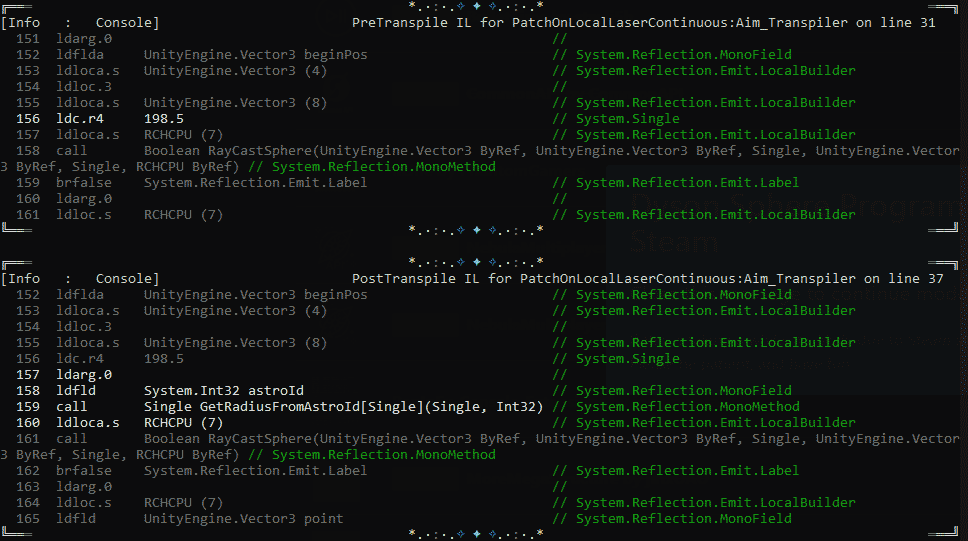 ╔═══ *.·:·.✧ ✦ ✧.·:·.* ═══╗
[Info   :   Console] PreTranspile IL for PatchOnLocalLaserContinuous:Aim_Transpiler on line 31
151 ldarg.0 //
152 ldflda UnityEngine.Vector3 beginPos // System.Reflection.MonoField
153 ldloca.s UnityEngine.Vector3 (4) // System.Reflection.Emit.LocalBuilder
154 ldloc.3 //
155 ldloca.s UnityEngine.Vector3 (8) // System.Reflection.Emit.LocalBuilder
156 ldc.r4 198.5 // System.Single
157 ldloca.s RCHCPU (7) // System.Reflection.Emit.LocalBuilder
158 call Boolean RayCastSphere(UnityEngine.Vector3 ByRef, UnityEngine.Vector3 ByRef, Single, UnityEngine.Vector
3 ByRef, Single, RCHCPU ByRef) // System.Reflection.MonoMethod
159 brfalse System.Reflection.Emit.Label // System.Reflection.Emit.Label
160 ldarg.0 //
161 ldloc.s RCHCPU (7) // System.Reflection.Emit.LocalBuilder
╚═══ *.·:·.✧ ✦ ✧.·:·.* ═══╝
╔═══ *.·:·.✧ ✦ ✧.·:·.* ═══╗
[Info   :   Console] PostTranspile IL for PatchOnLocalLaserContinuous:Aim_Transpiler on line 37
152 ldflda UnityEngine.Vector3 beginPos // System.Reflection.MonoField
153 ldloca.s UnityEngine.Vector3 (4) // System.Reflection.Emit.LocalBuilder
154 ldloc.3 //
155 ldloca.s UnityEngine.Vector3 (8) // System.Reflection.Emit.LocalBuilder
156 ldc.r4 198.5 // System.Single
157 ldarg.0 //
158 ldfld System.Int32 astroId // System.Reflection.MonoField
159 call Single GetRadiusFromAstroId[Single](Single, Int32) // System.Reflection.MonoMethod
160 ldloca.s RCHCPU (7) // System.Reflection.Emit.LocalBuilder
161 call Boolean RayCastSphere(UnityEngine.Vector3 ByRef, UnityEngine.Vector3 ByRef, Single, UnityEngine.Vector
3 ByRef, Single, RCHCPU ByRef) // System.Reflection.MonoMethod
162 brfalse System.Reflection.Emit.Label // System.Reflection.Emit.Label
163 ldarg.0 //
164 ldloc.s RCHCPU (7) // System.Reflection.Emit.LocalBuilder
165 ldfld UnityEngine.Vector3 point // System.Reflection.MonoField
╚═══ *.·:·.✧ ✦ ✧.·:·.* ═══╝
Dyson Sphere Program
Steam